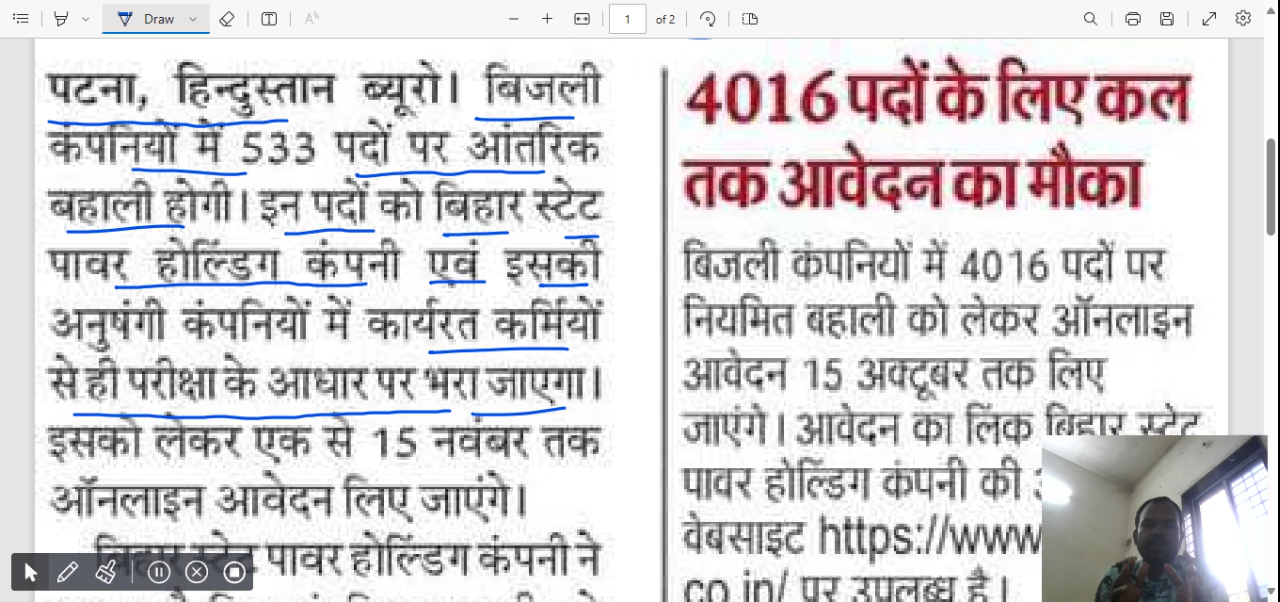 Draw
1
of 2
पटना, हिन्दुस्तान ब्यूरो। बिजली
कंपनियों में 533 पदों पर आंतरिक
बहाली होगी। इन पदों को बिहार स्टेट
पावर होल्डिंग कंपनी एवं इसकी
अनुषंगी कंपनियों में कार्यरत कर्मियों
से ही परीक्षा के आधार पर भरा जाएगा।
इसको लेकर एक से 15 नवंबर तक
ऑनलाइन आवेदन लिए जाएंगे।
बिहार स्टेट पावर होल्डिंग कंपनी ने
4016 पदों के लिए कल
तक आवेदन का मौका
बिजली कंपनियों में 4016 पदों पर
नियमित बहाली को लेकर ऑनलाइन
आवेदन 15 अक्टूबर तक लिए
जाएंगे। आवेदन का लिंक बिहार स्टेट
पावर होल्डिंग कंपनी की
वेबसाइट https://www
co.in/ पर उपलब्ध है।